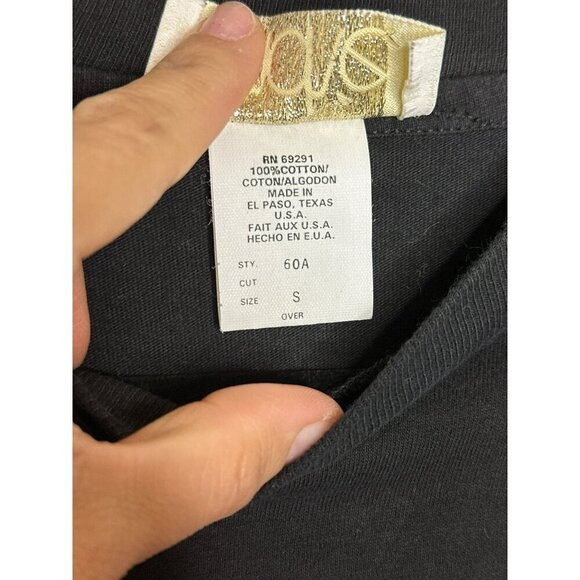 RN 69291
100%COTTON/
COTON/ALGODON
MADE IN
EL PASO, TEXAS
U.S.A.
FAIT AUX U.S.A.
HECHO EN E.U.A.
STY. 60A
CUT
SIZE S
OVER